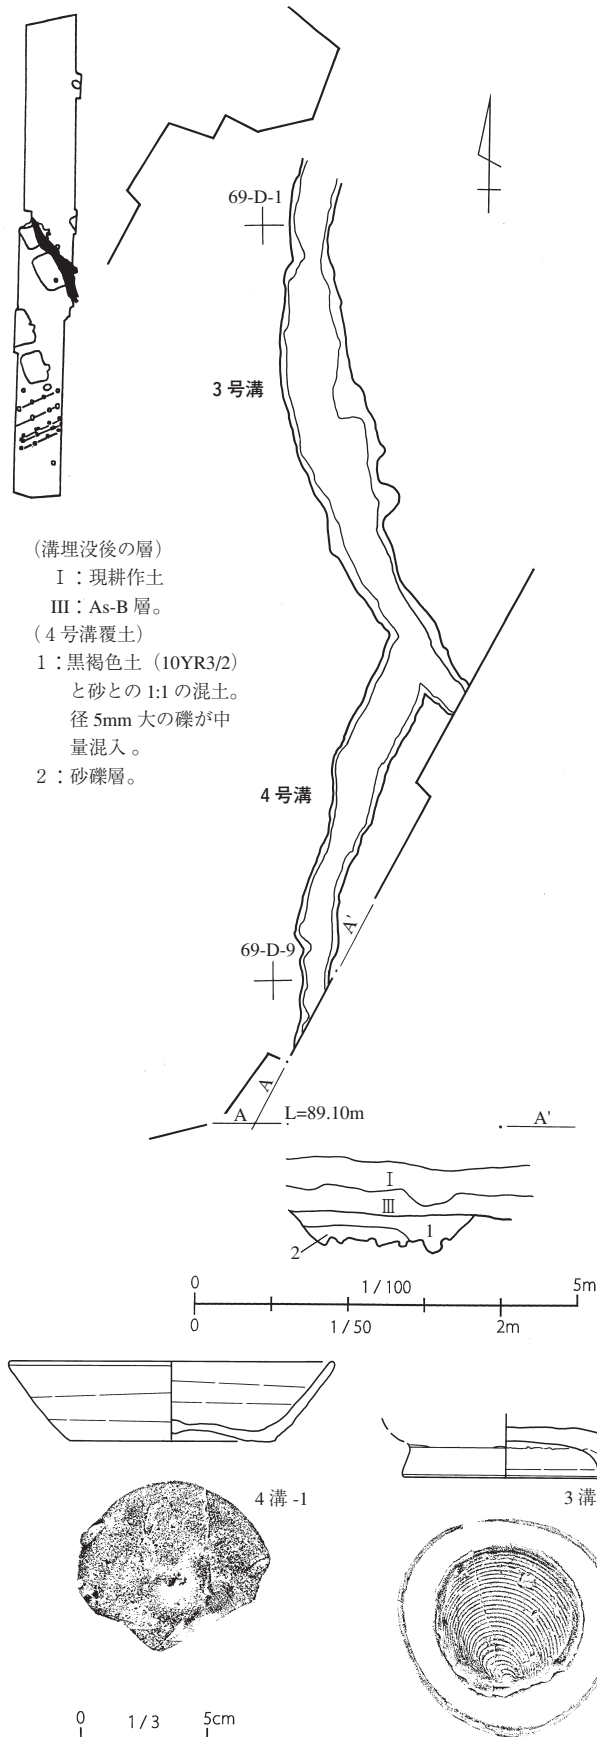 69-D-1
3号溝
(溝埋没後の層)
Ⅰ：現耕作土
III：As-B 層。
(４号溝覆土)
１：黒褐色土（10YR3/2）
と砂との 1:1 の混土。
径 5mm 大の礫が中
量混入 。
２：砂礫層。
4号溝
A'
69-D-9
A
A
L=89.10m
A'
Ⅰ
Ⅲ
1
2
0 1/100 5m
0 1/50 2m
4溝-1
3溝
0 1/3 5cm